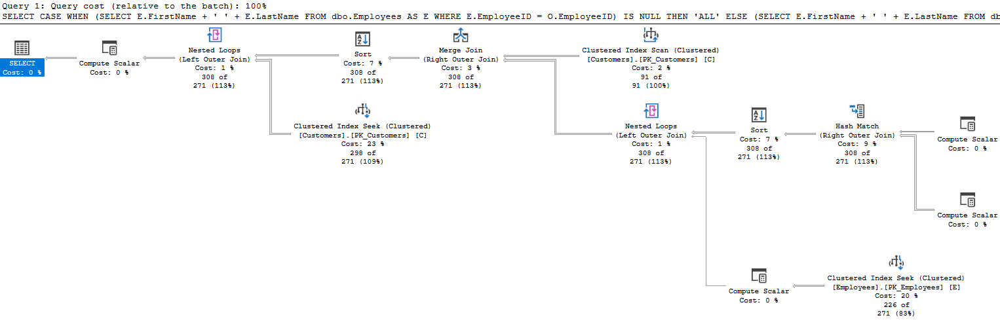 Query 1: Query cost (relative to the batch): 100%
SELECT CASE WHEN (SELECT E.FirstName + ' ' + E.LastName FROM dbo.Employees AS E WHERE E.EmployeeID = O.EmployeeID) IS NULL THEN 'ALL' ELSE (SELECT E.FirstName + ' ' + E.LastName FROM db
SELECT
Cost: 0 %
Compute Scalar
Cost: 0 %
Nested Loops
(Left Outer Join)
Cost: 1 %
308 of
271 (113%)
Sort
Cost: 7 %
308 of
271 (113%)
Merge Join
(Right Outer Join)
Cost: 3 %
308 of
271 (113%)
Clustered Index Scan (Clustered)
[Customers].[PK_Customers] [C]
Cost: 2 %
91 of
91 (100%)
Clustered Index Seek (Clustered)
[Customers].[PK_Customers] [C]
Cost: 23 %
298 of
271 (109%)
Nested Loops
(Left Outer Join)
Cost: 1 %
308 of
271 (113%)
Sort
Cost: 7 %
308 of
271 (113%)
Hash Match
(Right Outer Join)
Cost: 9 %
308 of
271 (113%)
Compute Scalar
Cost: 0 %
Compute Scalar
Cost: 0 %
Compute Scalar
Cost: 0 %
Clustered Index Seek (Clustered)
[Employees].[PK_Employees] [E]
Cost: 20 %
226 of
271 (83%)